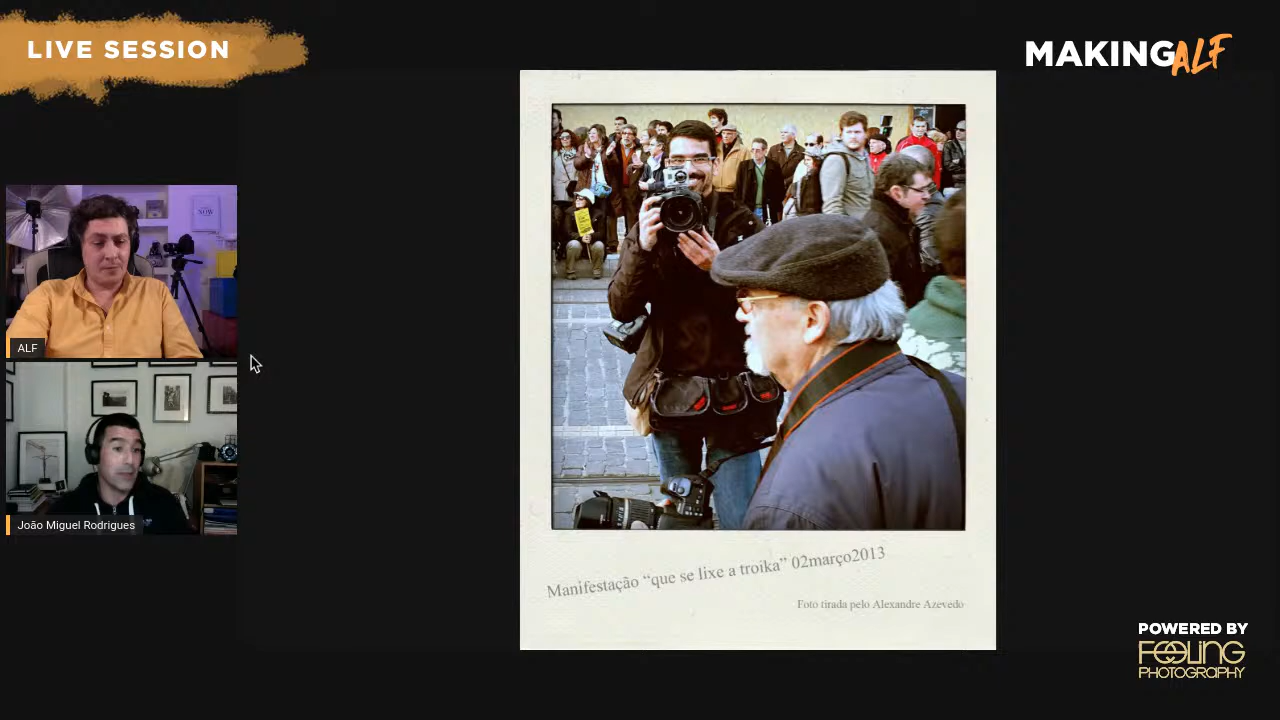 LIVE SESSION
MAKINGALF
ALF
João Miguel Rodrigues
Manifestação “que se lixe a troika” 02março2013
Foto tirada pelo Alexandre Azevedo
POWERED BY
FEELING
PHOTOGRAPHY